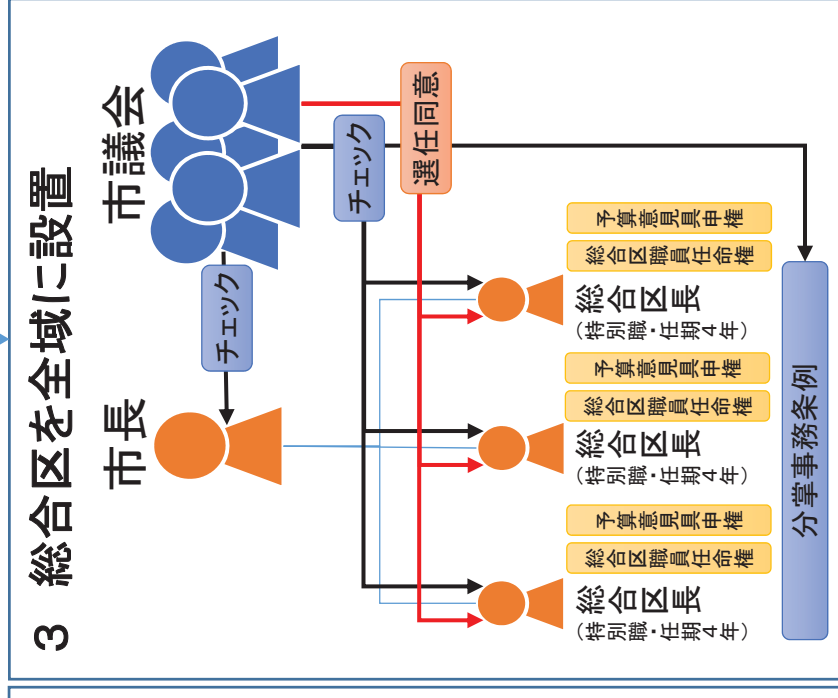 3 総合区を全域に設置
市長
市議会
チェック
チェック
選任同意
総合区長
(特別職・任期4年)
総合区職員任命権
予算意見具申権
総合区長
(特別職・任期4年)
総合区職員任命権
予算意見具申権
総合区長
(特別職・任期4年)
総合区職員任命権
予算意見具申権
分掌事務条例